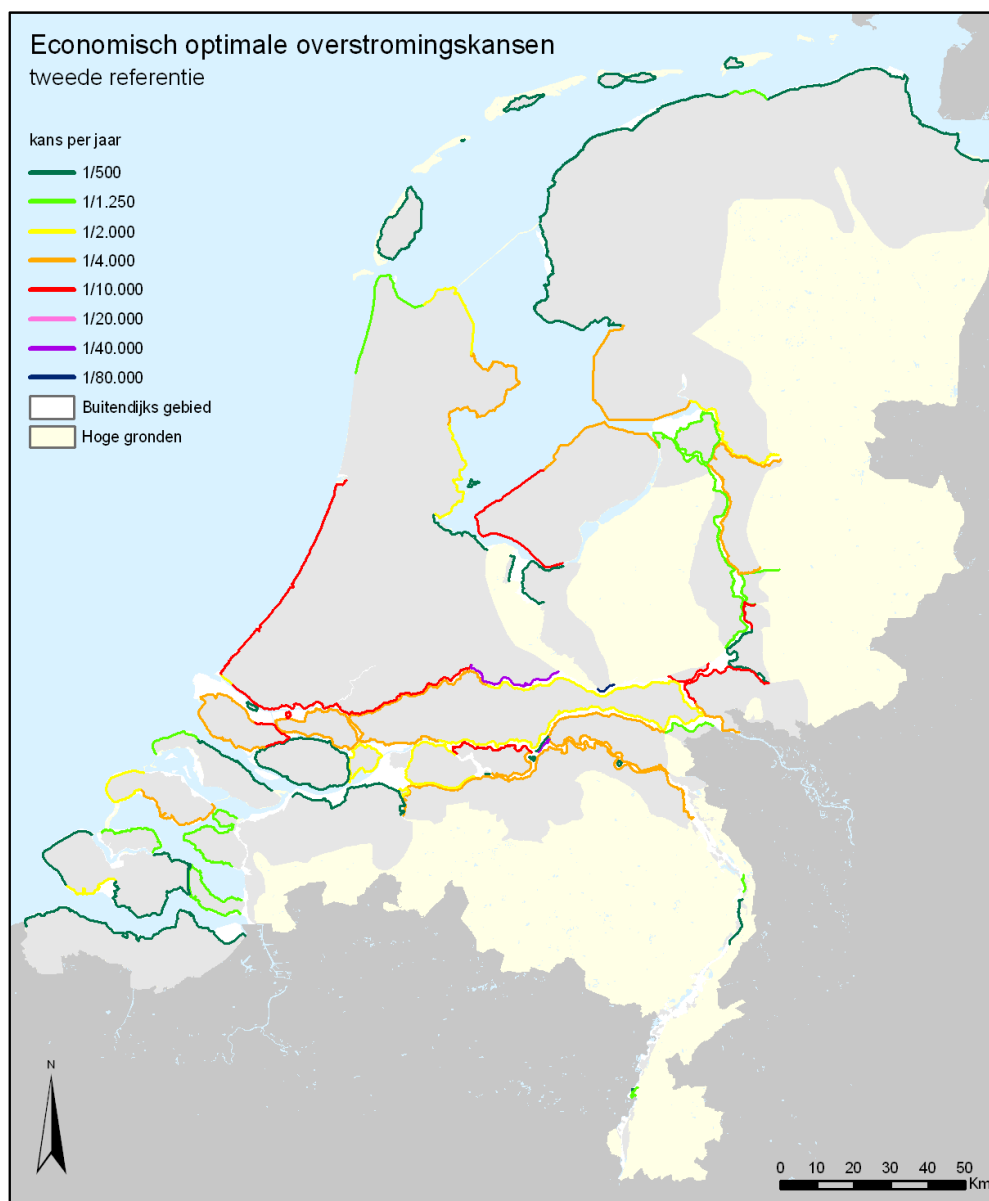 Economisch optimale overstromingskansen
tweede referentie
kans per jaar
1/500
1/1.250
1/2.000
1/4.000
1/10.000
1/20.000
1/40.000
1/80.000
Buitendijks gebied
Hoge gronden
N
0 10 20 30 40 50
Km